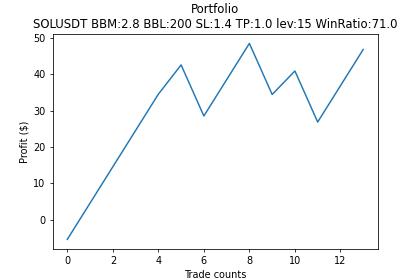 Portfolio
SOLUSDT BBM:2.8 BBL:200 SL:1.4 TP:1.0 lev:15 WinRatio:71.0
50
40
30
20
10
0
Profit ($)
0 2 4 6 8 10 12
Trade counts